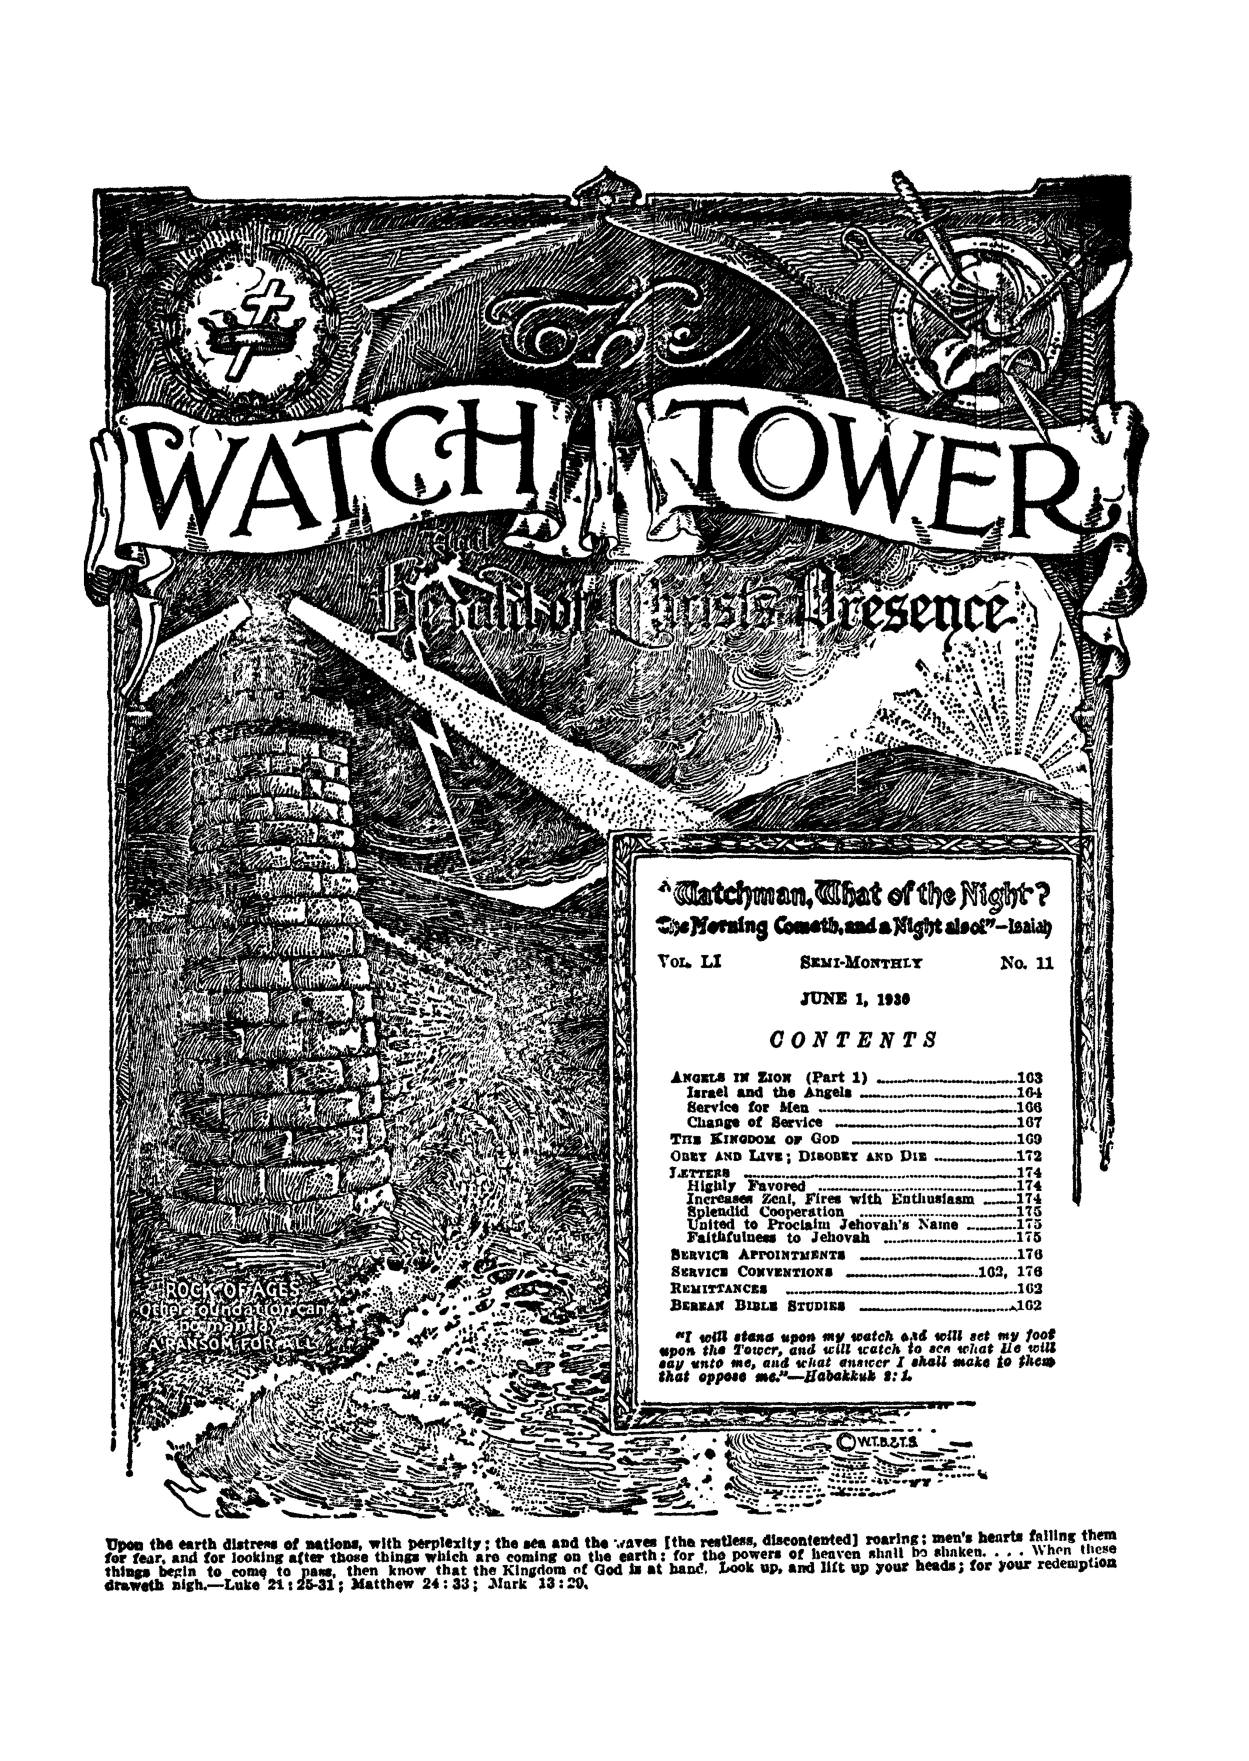 The
WATCH TOWER
And
Herald of Christ's Presence
"Watchman, What of the Night?
The Morning Cometh, and a Night also!"—Isaiah
VOL. LI SEMI-MONTHLY No. 11
JUNE 1, 1930
CONTENTS
ANGELS IN ZION (Part 1) ........ 163
Israel and the Angels ........ 164
Service for Men ........ 166
Change of Service ........ 167
THE KINGDOM OF GOD ........ 169
OBEY AND LIVE; DISOBEY AND DIE ........ 172
LETTERS ........ 174
Highly Favored ........ 174
Increases Zeal, Fires with Enthusiasm ........ 174
Splendid Cooperation ........ 175
United to Proclaim Jehovah's Name ........ 175
Faithfulness to Jehovah ........ 175
SERVICE APPOINTMENTS ........ 176
SERVICE CONVENTIONS ........ 162, 176
REMITTANCES ........ 162
BEREAN BIBLE STUDIES ........ 162
"I will stand upon my watch and will set my foot
upon the Tower, and will watch to see what He will
say unto me, and what answer I shall make to them
that oppose me."—Habakkuk 2:1.
ROCK OF AGES
Other foundation can
no man lay
A RANSOM FOR ALL
©W.T.B.&T.S.
Upon the earth distress of nations, with perplexity; the sea and the waves [the restless, discontented] roaring; men's hearts failing them
for fear, and for looking after those things which are coming on the earth: for the powers of heaven shall be shaken. . . . When these
things begin to come to pass, then know that the Kingdom of God is at hand. Look up, and lift up your heads; for your redemption
draweth nigh.—Luke 21:25-31; Matthew 24:33; Mark 13:29.